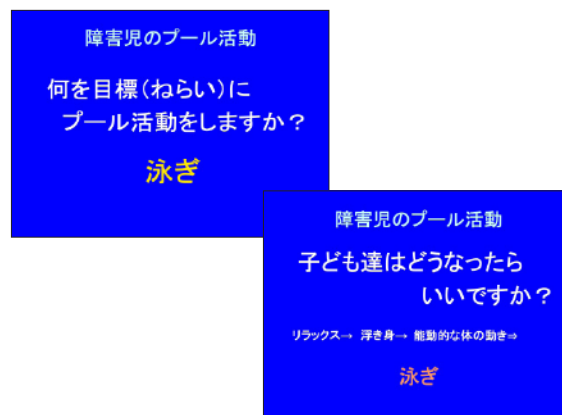 障害児のプール活動
何を目標（ねらい）に
プール活動をしますか？
泳ぎ
障害児のプール活動
子ども達はどうなったら
いいですか？
リラックス→ 浮き身→ 能動的な体の動き⇒
泳ぎ